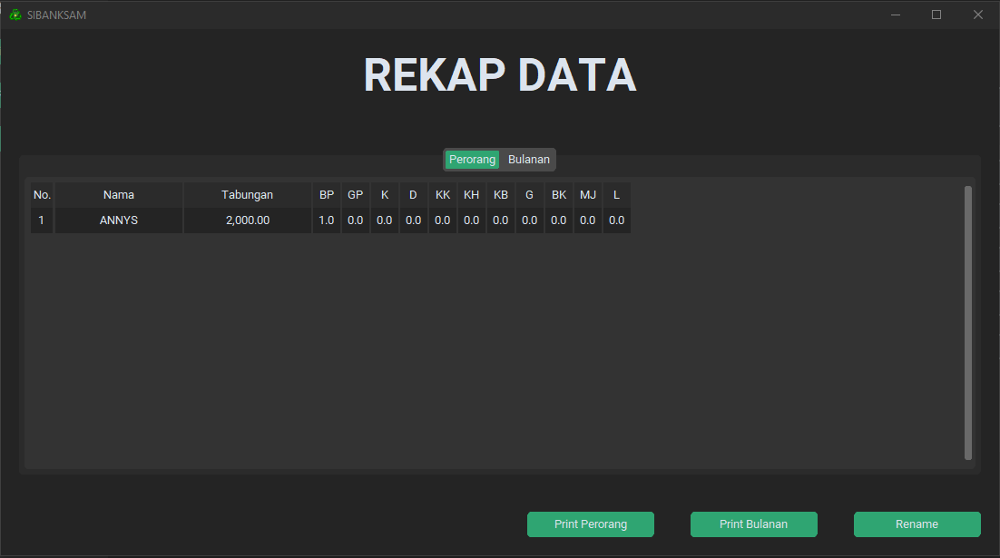 SIBANKSAM
REKAP DATA
Perorang Bulanan
No. Nama Tabungan BP GP K D KK KH KB G BK MJ L
1 ANNYS 2,000.00 1.0 0.0 0.0 0.0 0.0 0.0 0.0 0.0 0.0 0.0 0.0
Print Perorang Print Bulanan Rename